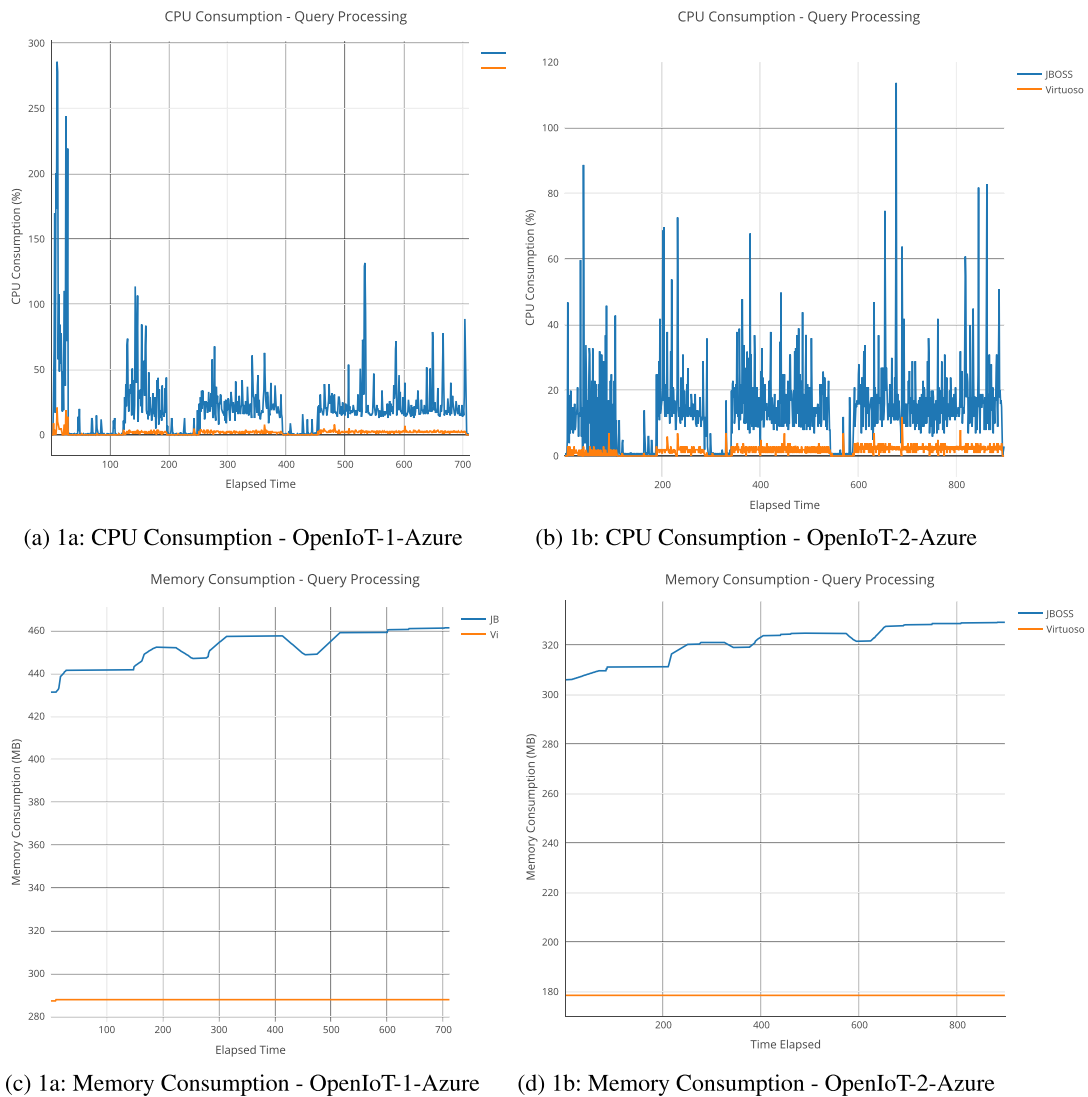 CPU Consumption - Query Processing
300
250
200
150
100
50
0
CPU Consumption (%)
100 200 300 400 500 600 700
Elapsed Time
(a) 1a: CPU Consumption - OpenIoT-1-Azure
CPU Consumption - Query Processing
JBOSS
Virtuoso
120
100
80
60
40
20
0
CPU Consumption (%)
200 400 600 800
Elapsed Time
(b) 1b: CPU Consumption - OpenIoT-2-Azure
Memory Consumption - Query Processing
JB
Vi
460
440
420
400
380
360
340
320
300
280
Memory Consumption (MB)
100 200 300 400 500 600 700
Elapsed Time
(c) 1a: Memory Consumption - OpenIoT-1-Azure
Memory Consumption - Query Processing
JBOSS
Virtuoso
320
300
280
260
240
220
200
180
Memory Consumption (MB)
200 400 600 800
Time Elapsed
(d) 1b: Memory Consumption - OpenIoT-2-Azure